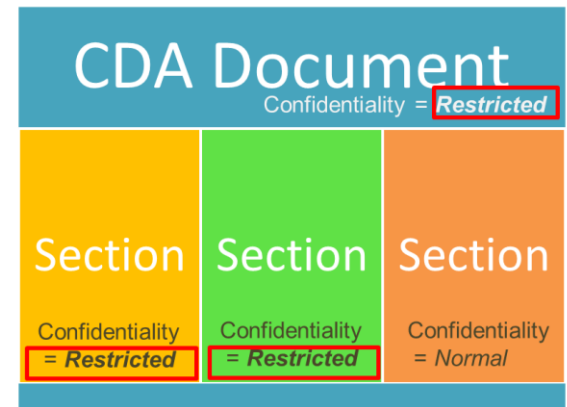 CDA Document
Confidentiality = Restricted
Section
Confidentiality
= Restricted
Section
Confidentiality
= Restricted
Section
Confidentiality
= Normal